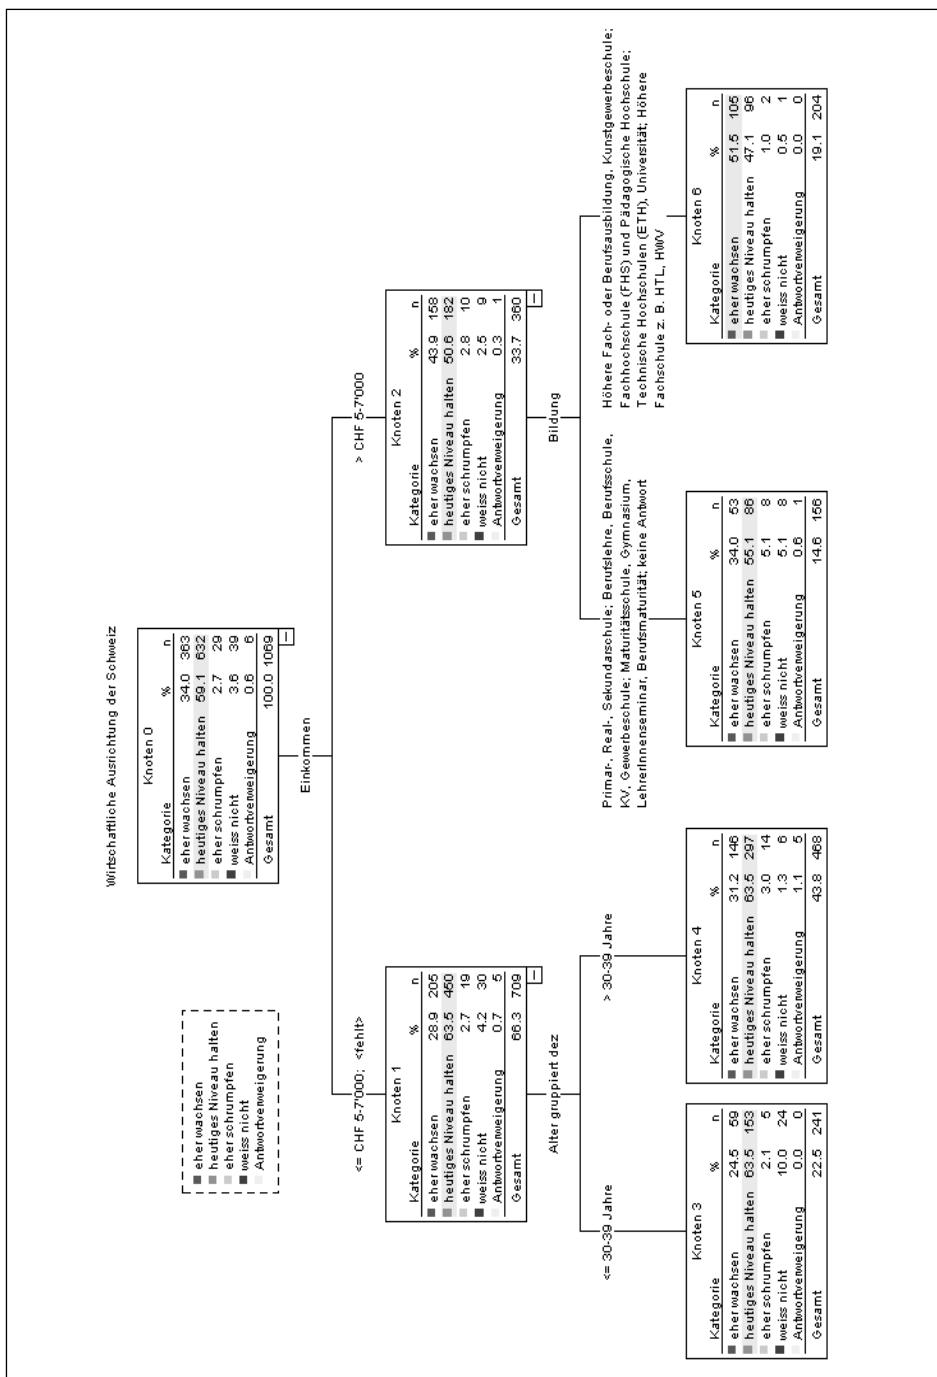 Wirtschaftliche Ausrichtung der Schweiz
eher wachsen
heutiges Niveau halten
eher schrumpfen
weiss nicht
Antwortverweigerung
Knoten 0
Kategorie % n
eher wachsen 34.0 363
heutiges Niveau halten 59.1 632
eher schrumpfen 2.7 29
weiss nicht 3.6 39
Antwortverweigerung 0.6 6
Gesamt 100.0 1069
Einkommen
<= CHF 5-7'000; <fehlt>
> CHF 5-7'000
Knoten 1
Kategorie % n
eher wachsen 28.9 205
heutiges Niveau halten 63.5 450
eher schrumpfen 2.7 19
weiss nicht 4.2 30
Antwortverweigerung 0.7 5
Gesamt 66.3 709
Knoten 2
Kategorie % n
eher wachsen 43.9 158
heutiges Niveau halten 50.6 182
eher schrumpfen 2.8 10
weiss nicht 2.5 9
Antwortverweigerung 0.3 1
Gesamt 33.7 360
Alter gruppiert dez
<= 30-39 Jahre
> 30-39 Jahre
Bildung
Primar-, Real-, Sekundarschule; Berufslehre, Berufsschule,
KV, Gewerbeschule; Maturitätsschule, Gymnasium,
LehrerInnenseminar, Berufsmaturität; keine Antwort
Höhere Fach- oder Berufsausbildung, Kunstgewerbeschule;
Fachhochschule (FHS) und Pädagogische Hochschule;
Technische Hochschulen (ETH), Universität; Höhere
Fachschule z. B. HTL, HWV
Knoten 3
Kategorie % n
eher wachsen 24.5 59
heutiges Niveau halten 63.5 153
eher schrumpfen 2.1 5
weiss nicht 10.0 24
Antwortverweigerung 0.0 0
Gesamt 22.5 241
Knoten 4
Kategorie % n
eher wachsen 31.2 146
heutiges Niveau halten 63.5 297
eher schrumpfen 3.0 14
weiss nicht 1.3 6
Antwortverweigerung 1.1 5
Gesamt 43.8 468
Knoten 5
Kategorie % n
eher wachsen 34.0 53
heutiges Niveau halten 55.1 86
eher schrumpfen 5.1 8
weiss nicht 5.1 8
Antwortverweigerung 0.6 1
Gesamt 14.6 156
Knoten 6
Kategorie % n
eher wachsen 51.5 105
heutiges Niveau halten 47.1 96
eher schrumpfen 1.0 2
weiss nicht 0.5 1
Antwortverweigerung 0.0 0
Gesamt 19.1 204